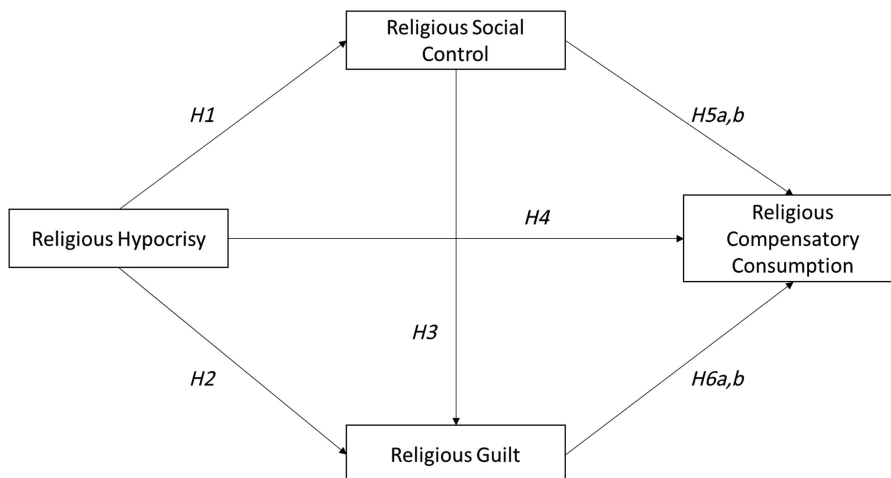 Religious Social
Control
H1
H5a,b
Religious Hypocrisy
H4
Religious
Compensatory
Consumption
H3
H2
H6a,b
Religious Guilt